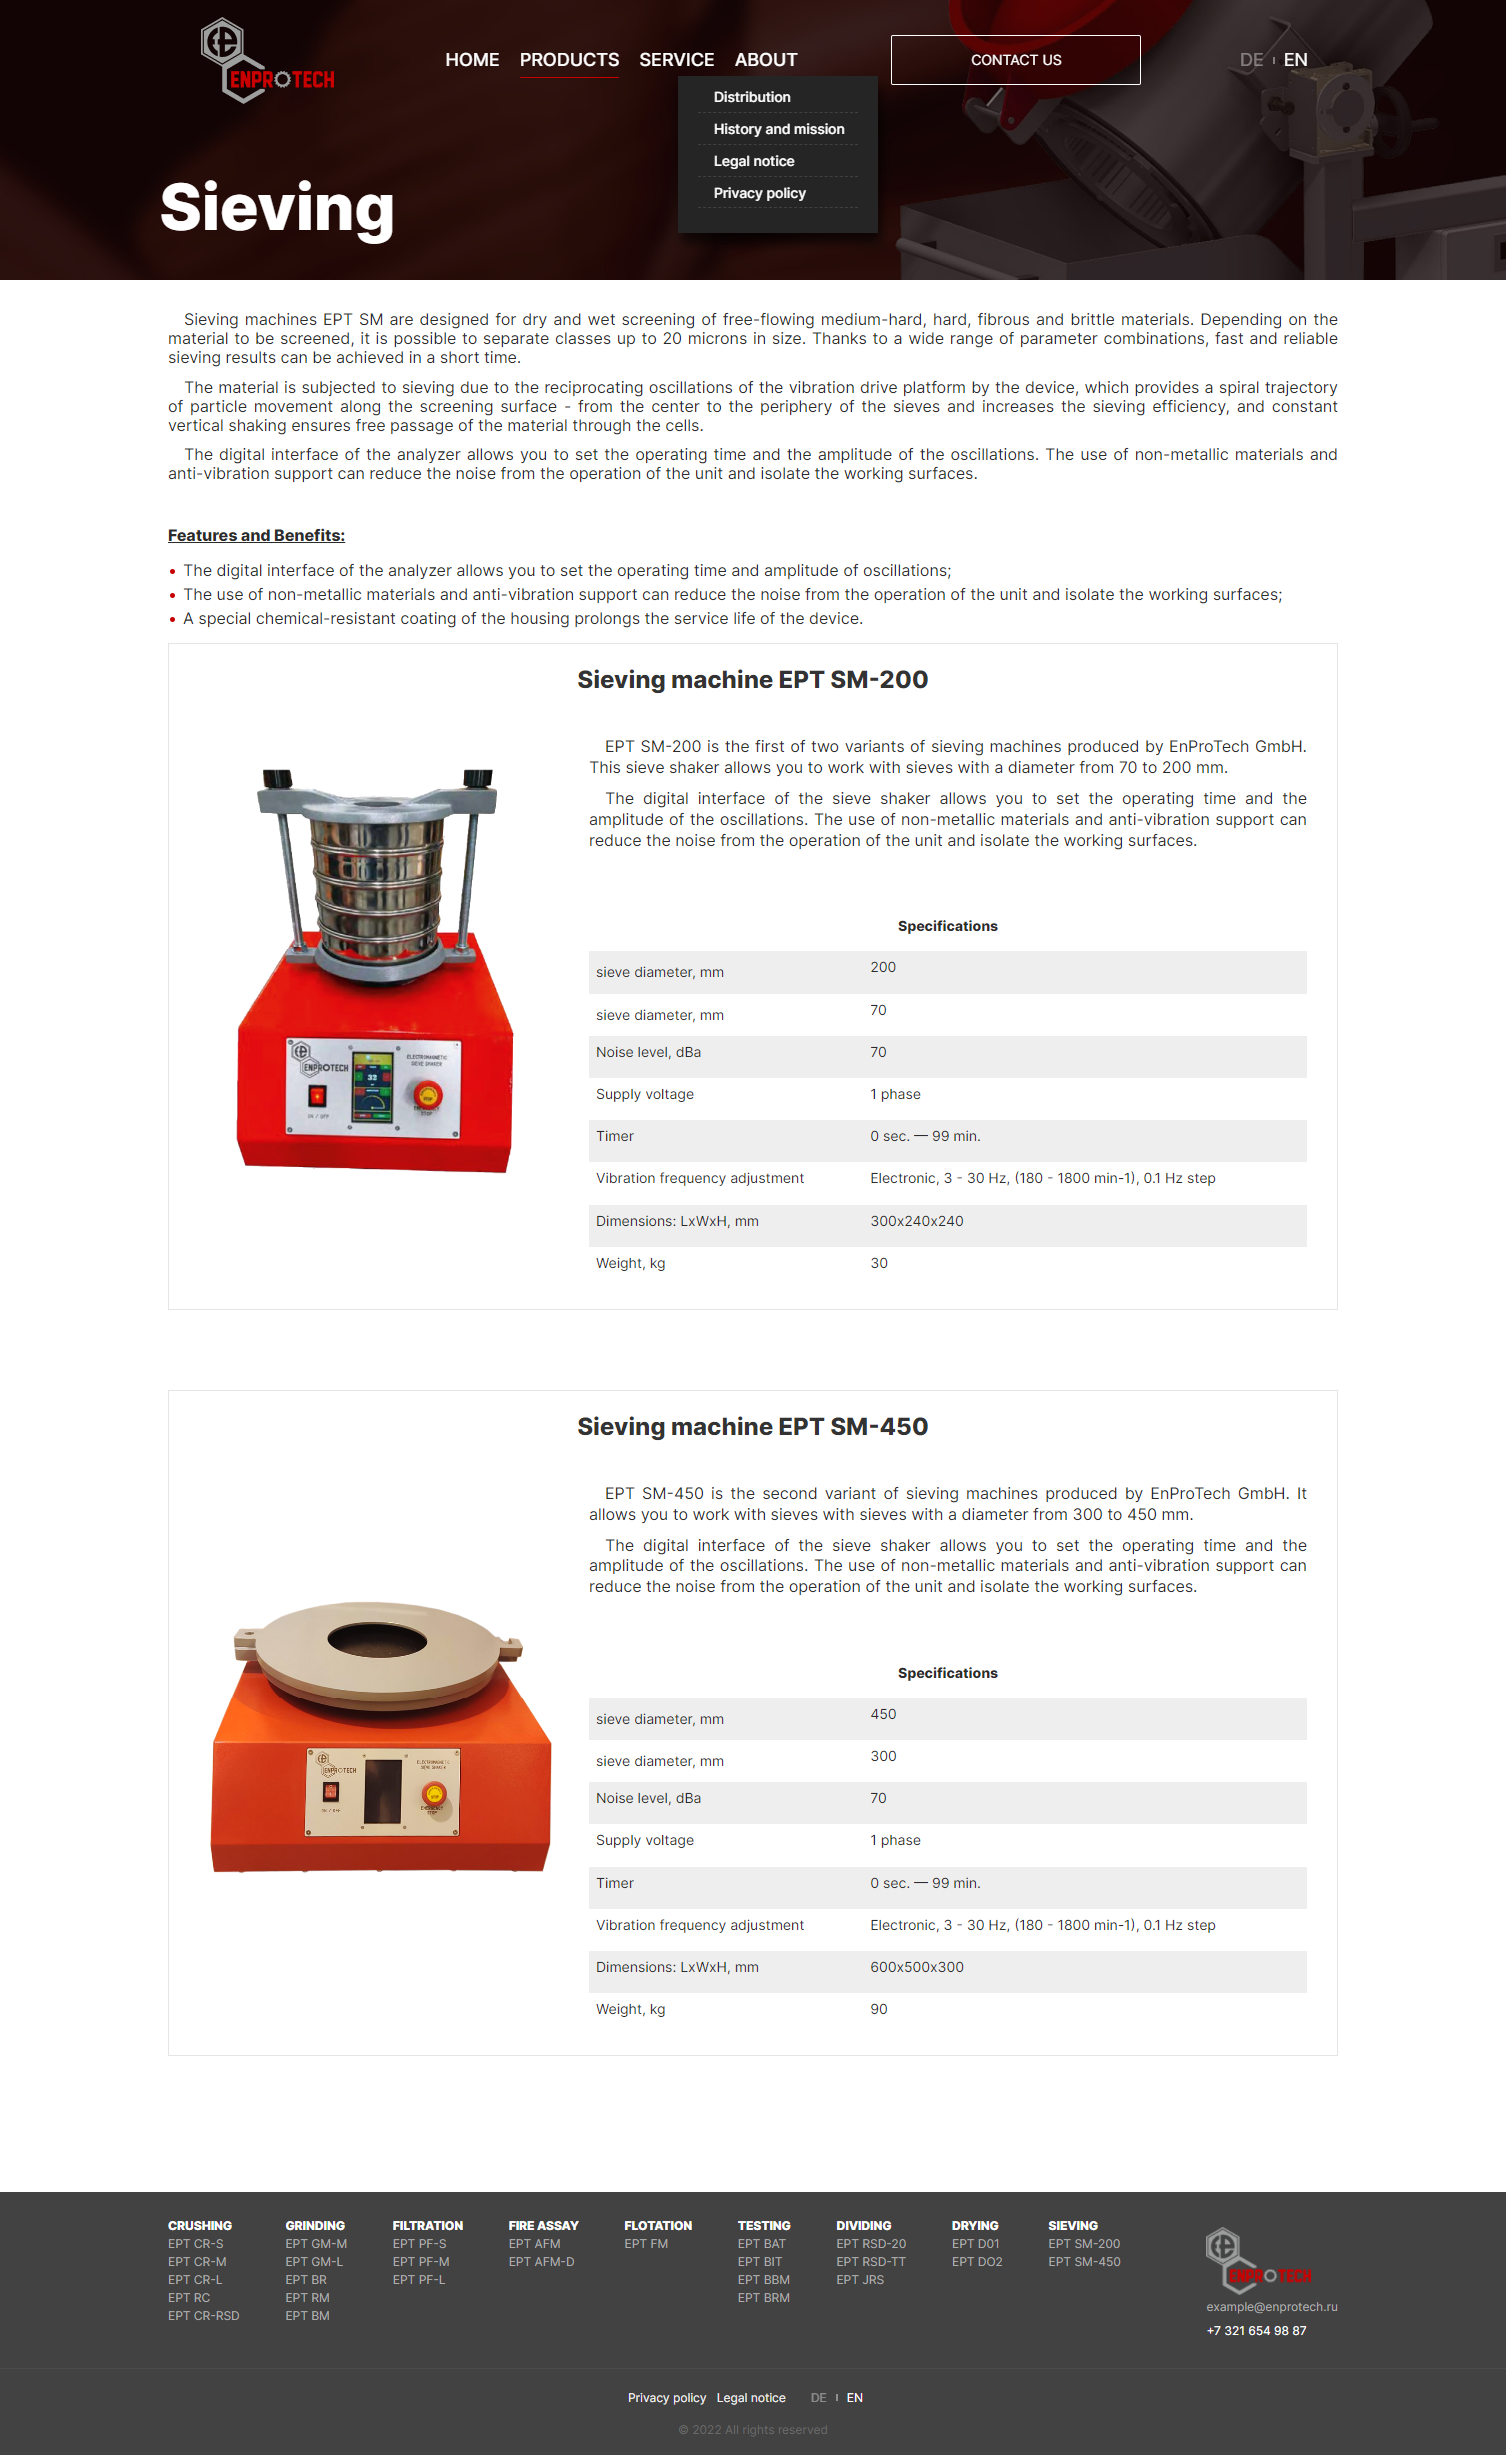 ENPROTECH
HOME PRODUCTS SERVICE ABOUT
CONTACT US
DE EN
Distribution
History and mission
Legal notice
Privacy policy
Sieving
Sieving machines EPT SM are designed for dry and wet screening of free-flowing medium-hard, hard, fibrous and brittle materials. Depending on the
material to be screened, it is possible to separate classes up to 20 microns in size. Thanks to a wide range of parameter combinations, fast and reliable
sieving results can be achieved in a short time.
The material is subjected to sieving due to the reciprocating oscillations of the vibration drive platform by the device, which provides a spiral trajectory
of particle movement along the screening surface - from the center to the periphery of the sieves and increases the sieving efficiency, and constant
vertical shaking ensures free passage of the material through the cells.
The digital interface of the analyzer allows you to set the operating time and the amplitude of the oscillations. The use of non-metallic materials and
anti-vibration support can reduce the noise from the operation of the unit and isolate the working surfaces.
Features and Benefits:
• The digital interface of the analyzer allows you to set the operating time and amplitude of oscillations;
• The use of non-metallic materials and anti-vibration support can reduce the noise from the operation of the unit and isolate the working surfaces;
• A special chemical-resistant coating of the housing prolongs the service life of the device.
Sieving machine EPT SM-200
EPT SM-200 is the first of two variants of sieving machines produced by EnProTech GmbH.
This sieve shaker allows you to work with sieves with a diameter from 70 to 200 mm.
The digital interface of the sieve shaker allows you to set the operating time and the
amplitude of the oscillations. The use of non-metallic materials and anti-vibration support can
reduce the noise from the operation of the unit and isolate the working surfaces.
ENPROTECH
ELECTROMAGNETIC
SIEVE SHAKER
32
ON / OFF
EMERGENCY
STOP
Specifications
sieve diameter, mm 200
sieve diameter, mm 70
Noise level, dBa 70
Supply voltage 1 phase
Timer 0 sec. — 99 min.
Vibration frequency adjustment Electronic, 3 - 30 Hz, (180 - 1800 min-1), 0.1 Hz step
Dimensions: LxWxH, mm 300x240x240
Weight, kg 30
Sieving machine EPT SM-450
EPT SM-450 is the second variant of sieving machines produced by EnProTech GmbH. It
allows you to work with sieves with sieves with a diameter from 300 to 450 mm.
The digital interface of the sieve shaker allows you to set the operating time and the
amplitude of the oscillations. The use of non-metallic materials and anti-vibration support can
reduce the noise from the operation of the unit and isolate the working surfaces.
ENPROTECH
ELECTROMAGNETIC
SIEVE SHAKER
ON / OFF
EMERGENCY
STOP
Specifications
sieve diameter, mm 450
sieve diameter, mm 300
Noise level, dBa 70
Supply voltage 1 phase
Timer 0 sec. — 99 min.
Vibration frequency adjustment Electronic, 3 - 30 Hz, (180 - 1800 min-1), 0.1 Hz step
Dimensions: LxWxH, mm 600x500x300
Weight, kg 90
CRUSHING
EPT CR-S
EPT CR-M
EPT CR-L
EPT RC
EPT CR-RSD
GRINDING
EPT GM-M
EPT GM-L
EPT BR
EPT RM
EPT BM
FILTRATION
EPT PF-S
EPT PF-M
EPT PF-L
FIRE ASSAY
EPT AFM
EPT AFM-D
FLOTATION
EPT FM
TESTING
EPT BAT
EPT BIT
EPT BBM
EPT BRM
DIVIDING
EPT RSD-20
EPT RSD-TT
EPT JRS
DRYING
EPT D01
EPT DO2
SIEVING
EPT SM-200
EPT SM-450
ENPROTECH
example@enprotech.ru
+7 321 654 98 87
Privacy policy Legal notice DE EN
© 2022 All rights reserved